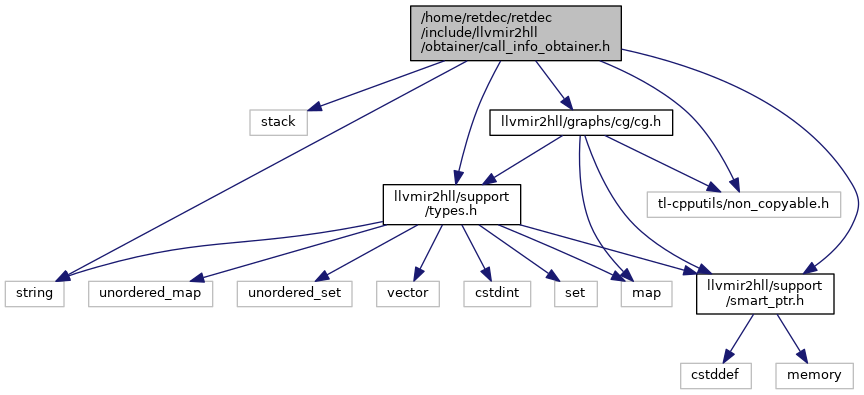 /home/retdec/retdec
/include/llvmir2hll
/obtainer/call_info_obtainer.h
stack
llvmir2hll/graphs/cg/cg.h
llvmir2hll/support
/types.h
tl-cpputils/non_copyable.h
string
unordered_map
unordered_set
vector
cstdint
set
map
llvmir2hll/support
/smart_ptr.h
cstddef
memory